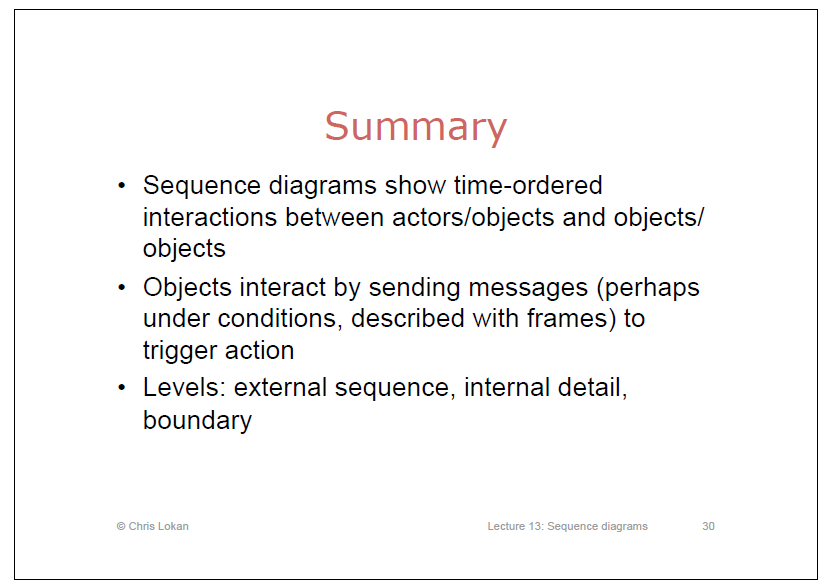 Summary
• Sequence diagrams show time-ordered
interactions between actors/objects and objects/
objects
• Objects interact by sending messages (perhaps
under conditions, described with frames) to
trigger action
• Levels: external sequence, internal detail,
boundary
© Chris Lokan Lecture 13: Sequence diagrams 30